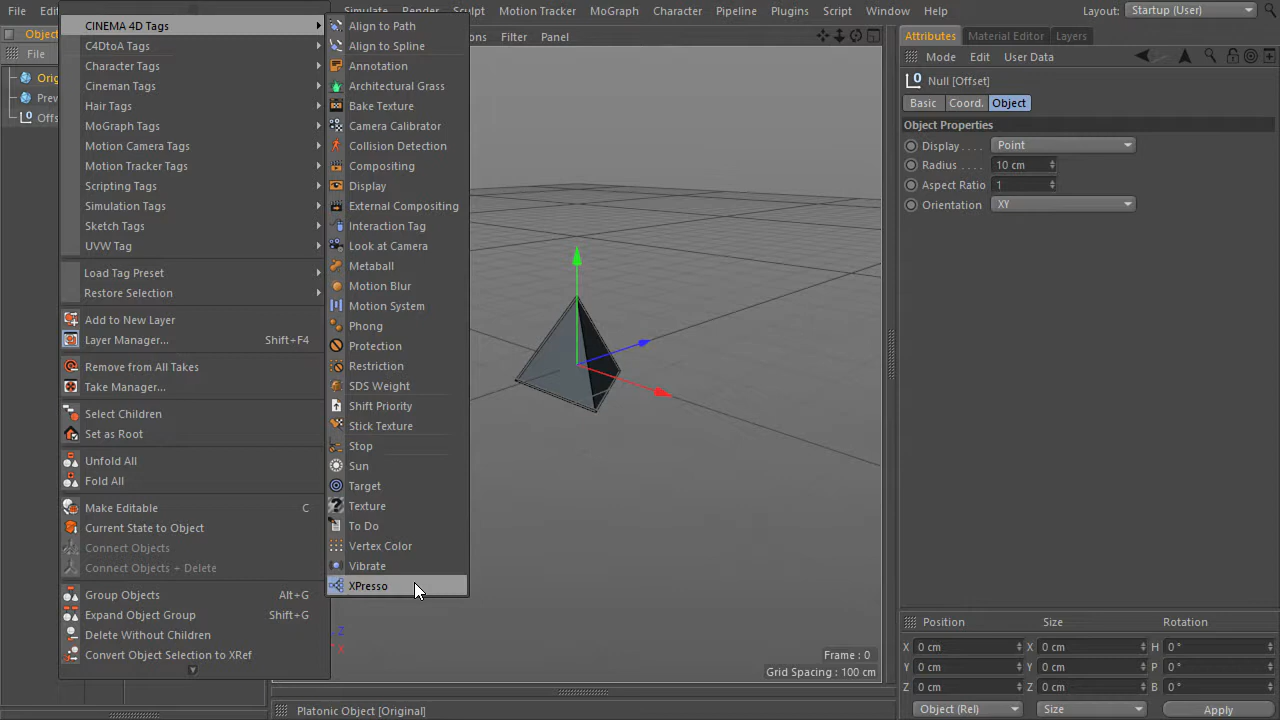 File
Edi
Simulate
Render
Sculpt
Motion Tracker
MoGraph
Character
Pipeline
Plugins
Script
Window
Help
Layout:
Startup (User)
Object
File
Orig
Prev
Offs
CINEMA 4D Tags
C4DtoA Tags
Character Tags
Cineman Tags
Hair Tags
MoGraph Tags
Motion Camera Tags
Motion Tracker Tags
Scripting Tags
Simulation Tags
Sketch Tags
UVW Tag
Load Tag Preset
Restore Selection
Add to New Layer
Layer Manager... Shift+F4
Remove from All Takes
Take Manager...
Select Children
Set as Root
Unfold All
Fold All
Make Editable C
Current State to Object
Connect Objects
Connect Objects + Delete
Group Objects Alt+G
Expand Object Group Shift+G
Delete Without Children
Convert Object Selection to XRef
Align to Path
Align to Spline
Annotation
Architectural Grass
Bake Texture
Camera Calibrator
Collision Detection
Compositing
Display
External Compositing
Interaction Tag
Look at Camera
Metaball
Motion Blur
Motion System
Phong
Protection
Restriction
SDS Weight
Shift Priority
Stick Texture
Stop
Sun
Target
Texture
To Do
Vertex Color
Vibrate
XPresso
ons Filter Panel
Z
X
Frame : 0
Grid Spacing : 100 cm
Platonic Object [Original]
Attributes Material Editor Layers
Mode Edit User Data
Null [Offset]
Basic Coord. Object
Object Properties
Display . . . . Point
Radius . . . . 10 cm
Aspect Ratio 1
Orientation . XY
Position Size Rotation
X 0 cm X 0 cm H 0 °
Y 0 cm Y 0 cm P 0 °
Z 0 cm Z 0 cm B 0 °
Object (Rel) Size Apply